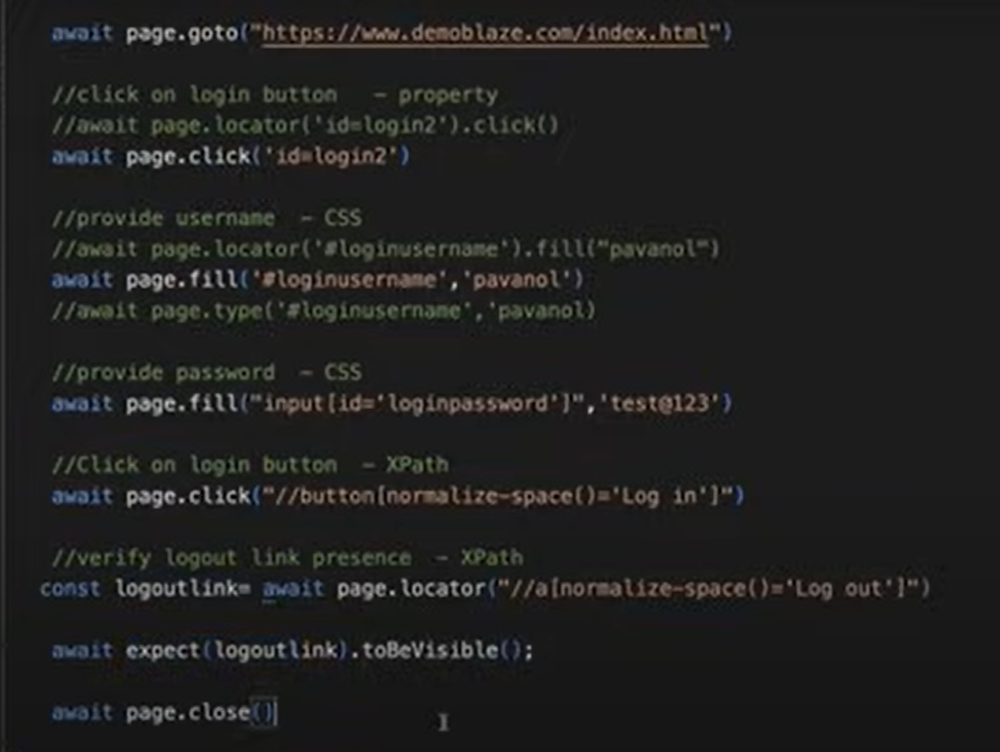 await page.goto("https://www.demoblaze.com/index.html")
//click on login button   - property
//await page.locator('id=login2').click()
await page.click('id=login2')
//provide username  - CSS
//await page.locator('#loginusername').fill("pavanol")
await page.fill('#loginusername','pavanol')
//await page.type('#loginusername','pavanol)
//provide password  - CSS
await page.fill("input[id='loginpassword']",'test@123')
//Click on login button  - XPath
await page.click("//button[normalize-space()='Log in']")
//verify logout link presence  - XPath
const logoutlink= await page.locator("//a[normalize-space()='Log out']")
await expect(logoutlink).toBeVisible();
await page.close()